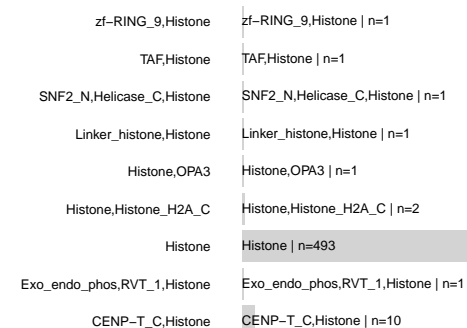 zf−RING_9,Histone zf−RING_9,Histone | n=1
TAF,Histone TAF,Histone | n=1
SNF2_N,Helicase_C,Histone SNF2_N,Helicase_C,Histone | n=1
Linker_histone,Histone Linker_histone,Histone | n=1
Histone,OPA3 Histone,OPA3 | n=1
Histone,Histone_H2A_C Histone,Histone_H2A_C | n=2
Histone Histone | n=493
Exo_endo_phos,RVT_1,Histone Exo_endo_phos,RVT_1,Histone | n=1
CENP−T_C,Histone CENP−T_C,Histone | n=10